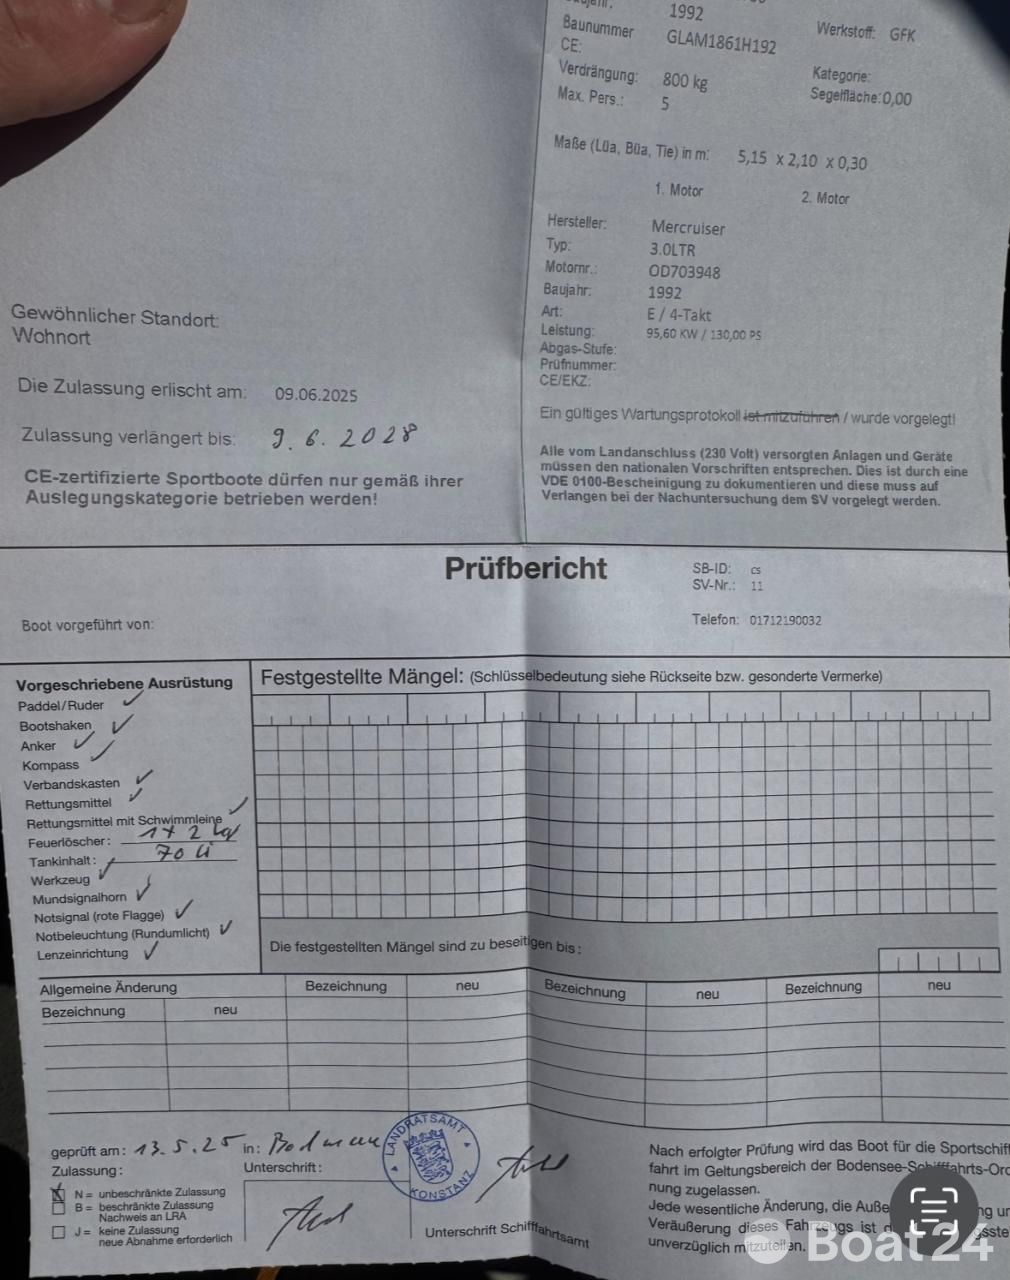 1992
Baunummer GLAM1861H192 Werkstoff: GFK
CE:
Verdrängung: 800 kg Kategorie:
Max. Pers.: 5 Segelfläche: 0,00
Maße (Lüa, Büa, Tie) in m: 5,15 x 2,10 x 0,30
1. Motor 2. Motor
Hersteller: Mercruiser
Typ: 3.0LTR
Motornr.: OD703948
Baujahr: 1992
Art: E / 4-Takt
Leistung: 95,60 KW / 130,00 PS
Abgas-Stufe:
Prüfnummer:
CE/EKZ:
Gewöhnlicher Standort:
Wohnort
Die Zulassung erlischt am: 09.06.2025
Zulassung verlängert bis: 9.6.2028
CE-zertifizierte Sportboote dürfen nur gemäß ihrer
Auslegungskategorie betrieben werden!
Ein gültiges Wartungsprotokoll ist mitzuführen / wurde vorgelegt!
Alle vom Landanschluss (230 Volt) versorgten Anlagen und Geräte
müssen den nationalen Vorschriften entsprechen. Dies ist durch eine
VDE 0100-Bescheinigung zu dokumentieren und diese muss auf
Verlangen bei der Nachuntersuchung dem SV vorgelegt werden.
Prüfbericht
SB-ID: cs
SV-Nr.: 11
Boot vorgeführt von:
Telefon: 01712190032
Vorgeschriebene Ausrüstung
Paddel/Ruder
Bootshaken
Anker
Kompass
Verbandskasten
Rettungsmittel
Rettungsmittel mit Schwimmleine
Feuerlöscher: 1 x 2 kg
Tankinhalt: 70 li
Werkzeug
Mundsignalhorn
Notsignal (rote Flagge)
Notbeleuchtung (Rundumlicht)
Lenzeinrichtung
Festgestellte Mängel: (Schlüsselbedeutung siehe Rückseite bzw. gesonderte Vermerke)
Die festgestellten Mängel sind zu beseitigen bis:
Allgemeine Änderung Bezeichnung neu Bezeichnung neu Bezeichnung neu
Bezeichnung neu
geprüft am: 13.5.25 in: Bodman
Zulassung: Unterschrift:
N = unbeschränkte Zulassung
B = beschränkte Zulassung
Nachweis an LRA
J = keine Zulassung
neue Abnahme erforderlich
LANDRATSAMT
KONSTANZ
Unterschrift Schifffahrtsamt
Nach erfolgter Prüfung wird das Boot für die Sportschiff
fahrt im Geltungsbereich der Bodensee-Schifffahrts-Ord
nung zugelassen.
Jede wesentliche Änderung, die Auße
Veräußerung dieses Fahrzeugs ist
unverzüglich mitzuteilen.
Boat24